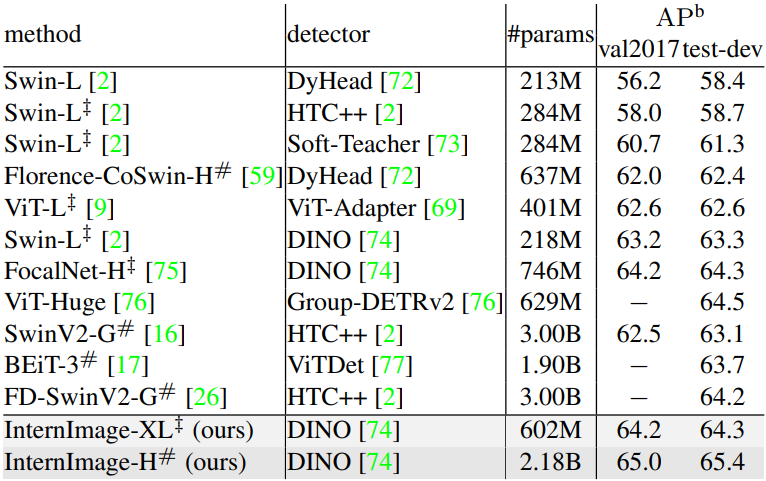 method detector #params APᵇ
val2017 test-dev
Swin-L [2] DyHead [72] 213M 56.2 58.4
Swin-L‡ [2] HTC++ [2] 284M 58.0 58.7
Swin-L‡ [2] Soft-Teacher [73] 284M 60.7 61.3
Florence-CoSwin-H# [59] DyHead [72] 637M 62.0 62.4
ViT-L‡ [9] ViT-Adapter [69] 401M 62.6 62.6
Swin-L‡ [2] DINO [74] 218M 63.2 63.3
FocalNet-H‡ [75] DINO [74] 746M 64.2 64.3
ViT-Huge [76] Group-DETRv2 [76] 629M – 64.5
SwinV2-G# [16] HTC++ [2] 3.00B 62.5 63.1
BEiT-3# [17] ViTDet [77] 1.90B – 63.7
FD-SwinV2-G# [26] HTC++ [2] 3.00B – 64.2
InternImage-XL‡ (ours) DINO [74] 602M 64.2 64.3
InternImage-H# (ours) DINO [74] 2.18B 65.0 65.4